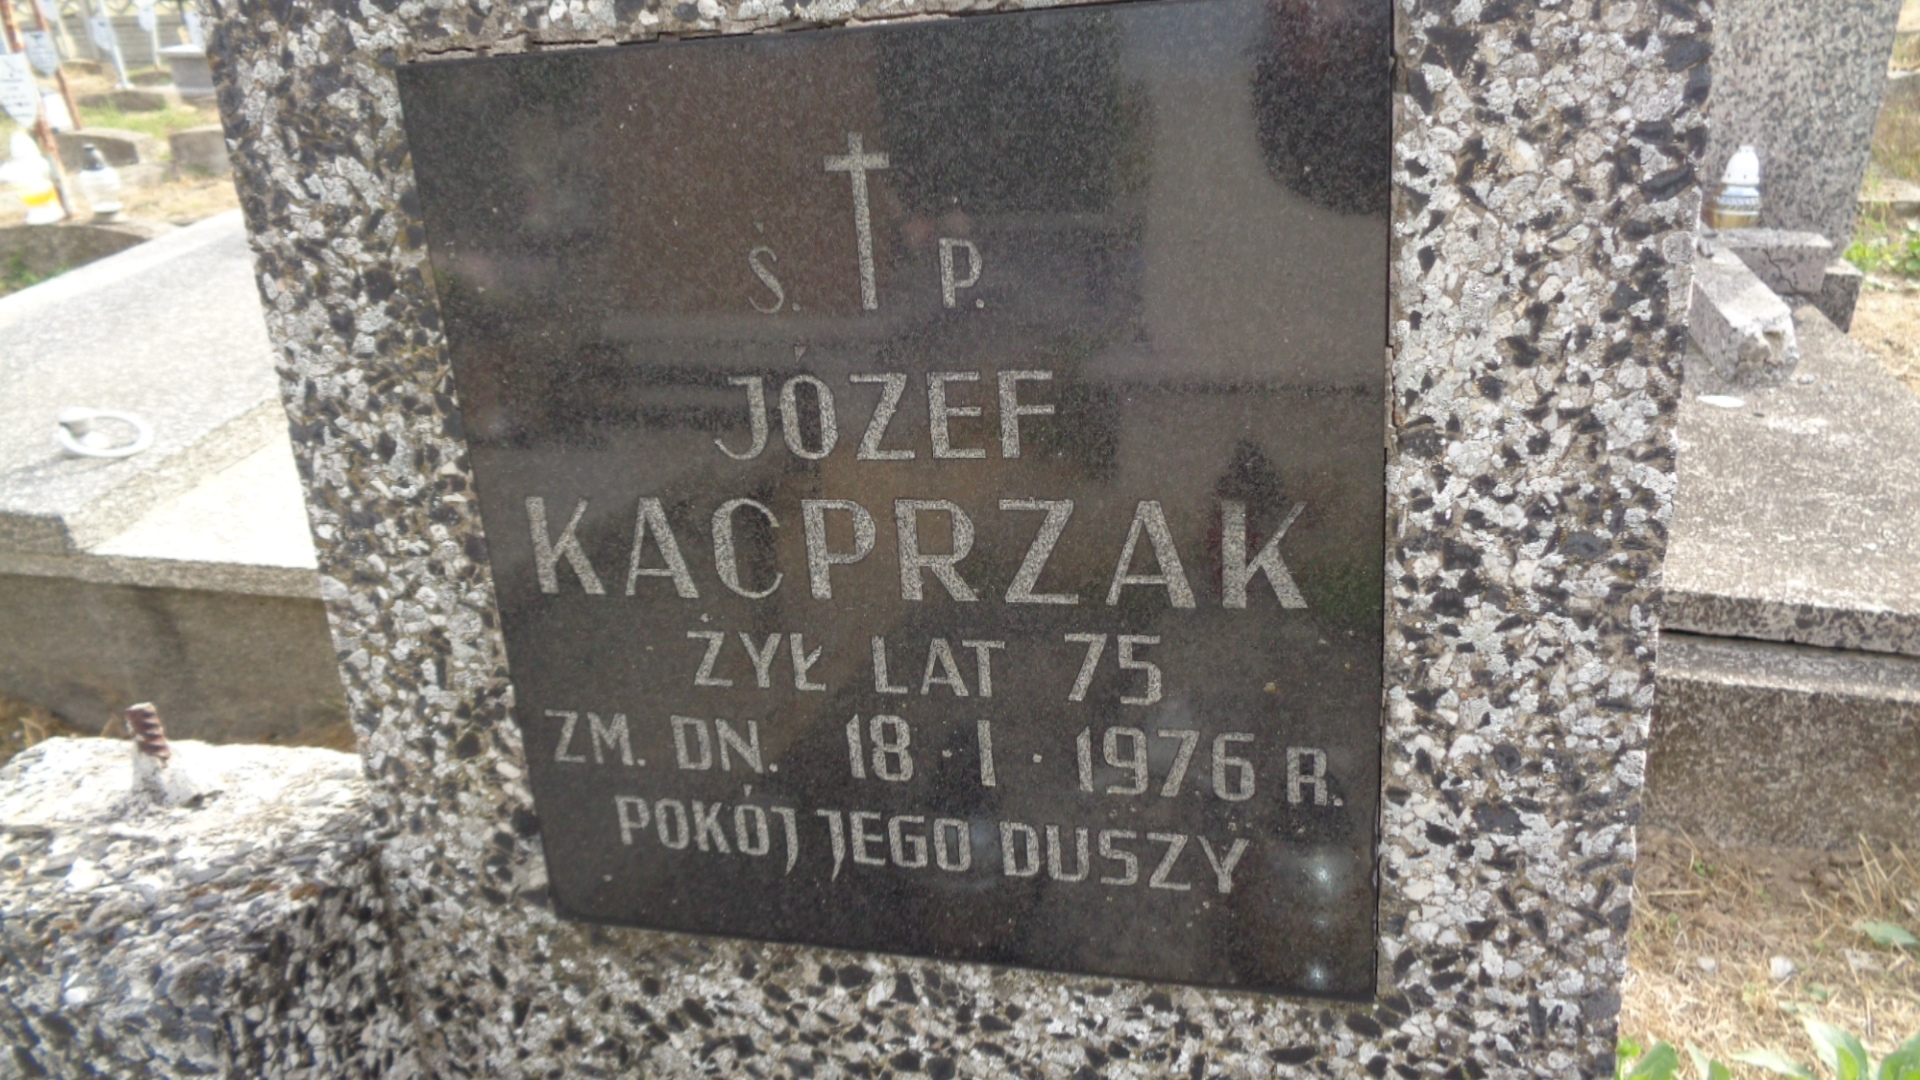 Ś. P.
JÓZEF
KACPRZAK
ŻYŁ LAT 75
ZM. DN. 18·I·1976 R.
POKÓJ JEGO DUSZY